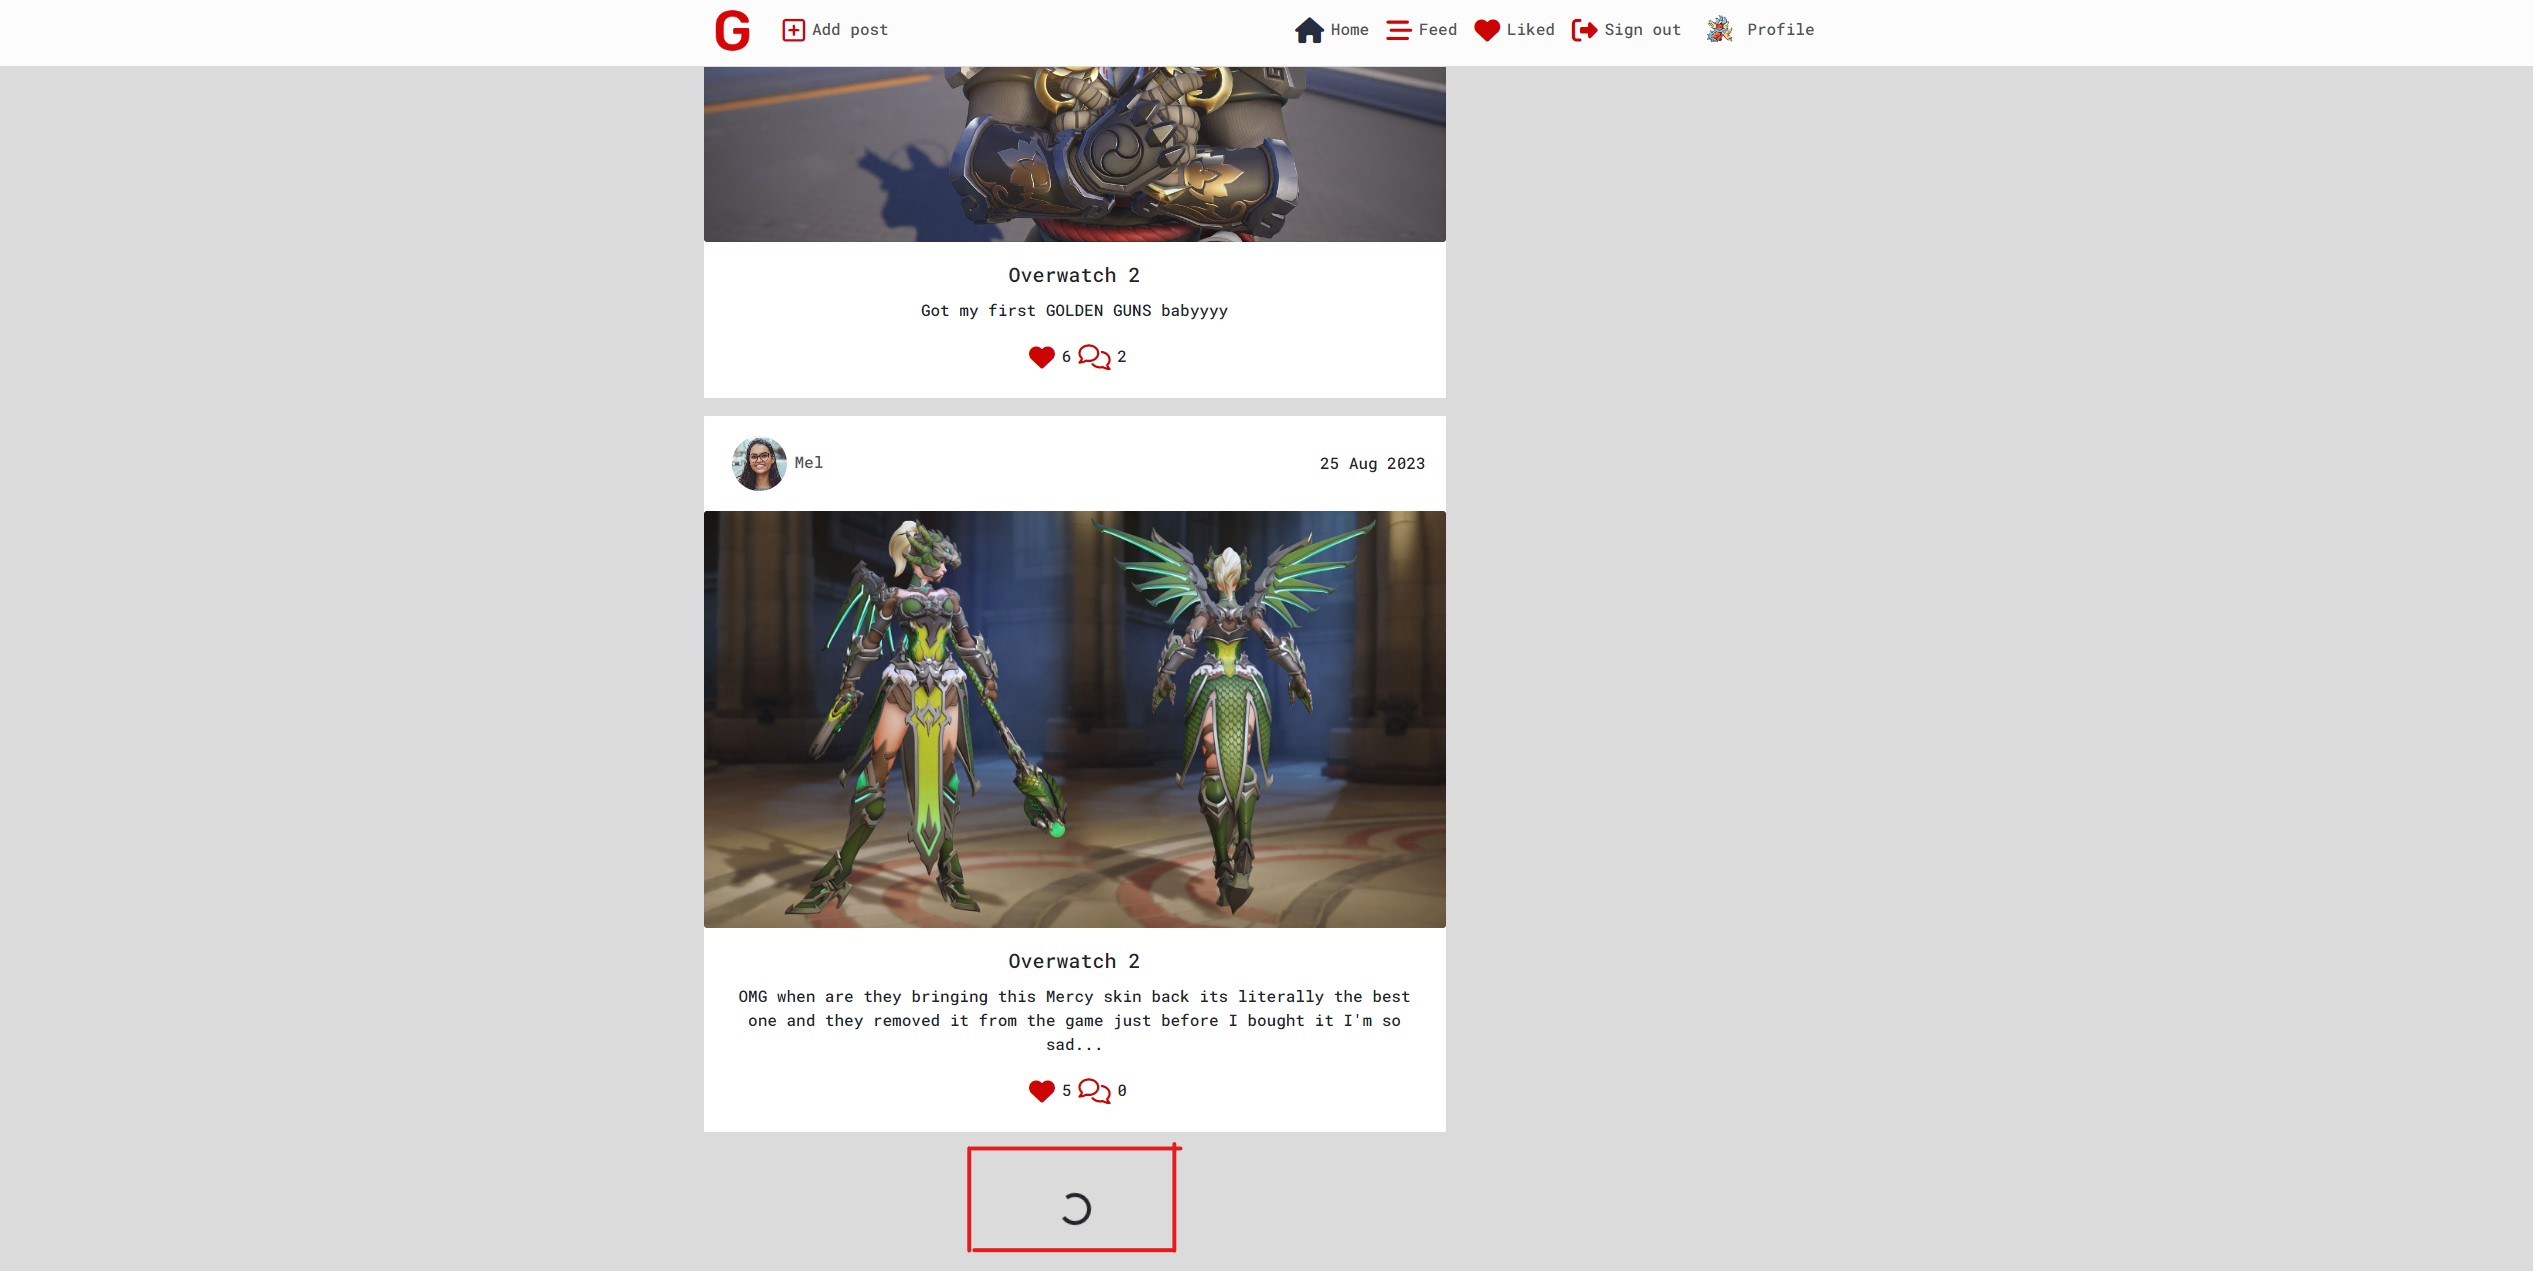 G Add post Home Feed Liked Sign out Profile
Overwatch 2
Got my first GOLDEN GUNS babyyyy
6 2
Mel 25 Aug 2023
Overwatch 2
OMG when are they bringing this Mercy skin back its literally the best
one and they removed it from the game just before I bought it I'm so
sad...
5 0